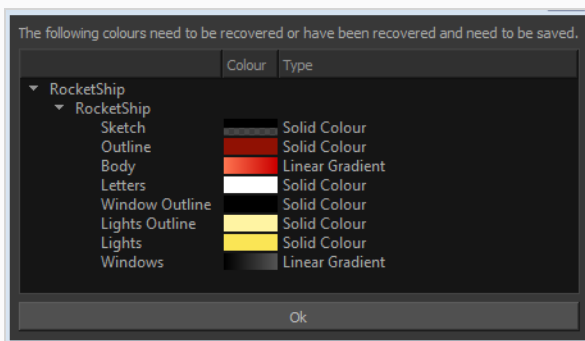 The following colours need to be recovered or have been recovered and need to be saved.
Colour Type
RocketShip
RocketShip
Sketch Solid Colour
Outline Solid Colour
Body Linear Gradient
Letters Solid Colour
Window Outline Solid Colour
Lights Outline Solid Colour
Lights Solid Colour
Windows Linear Gradient
Ok